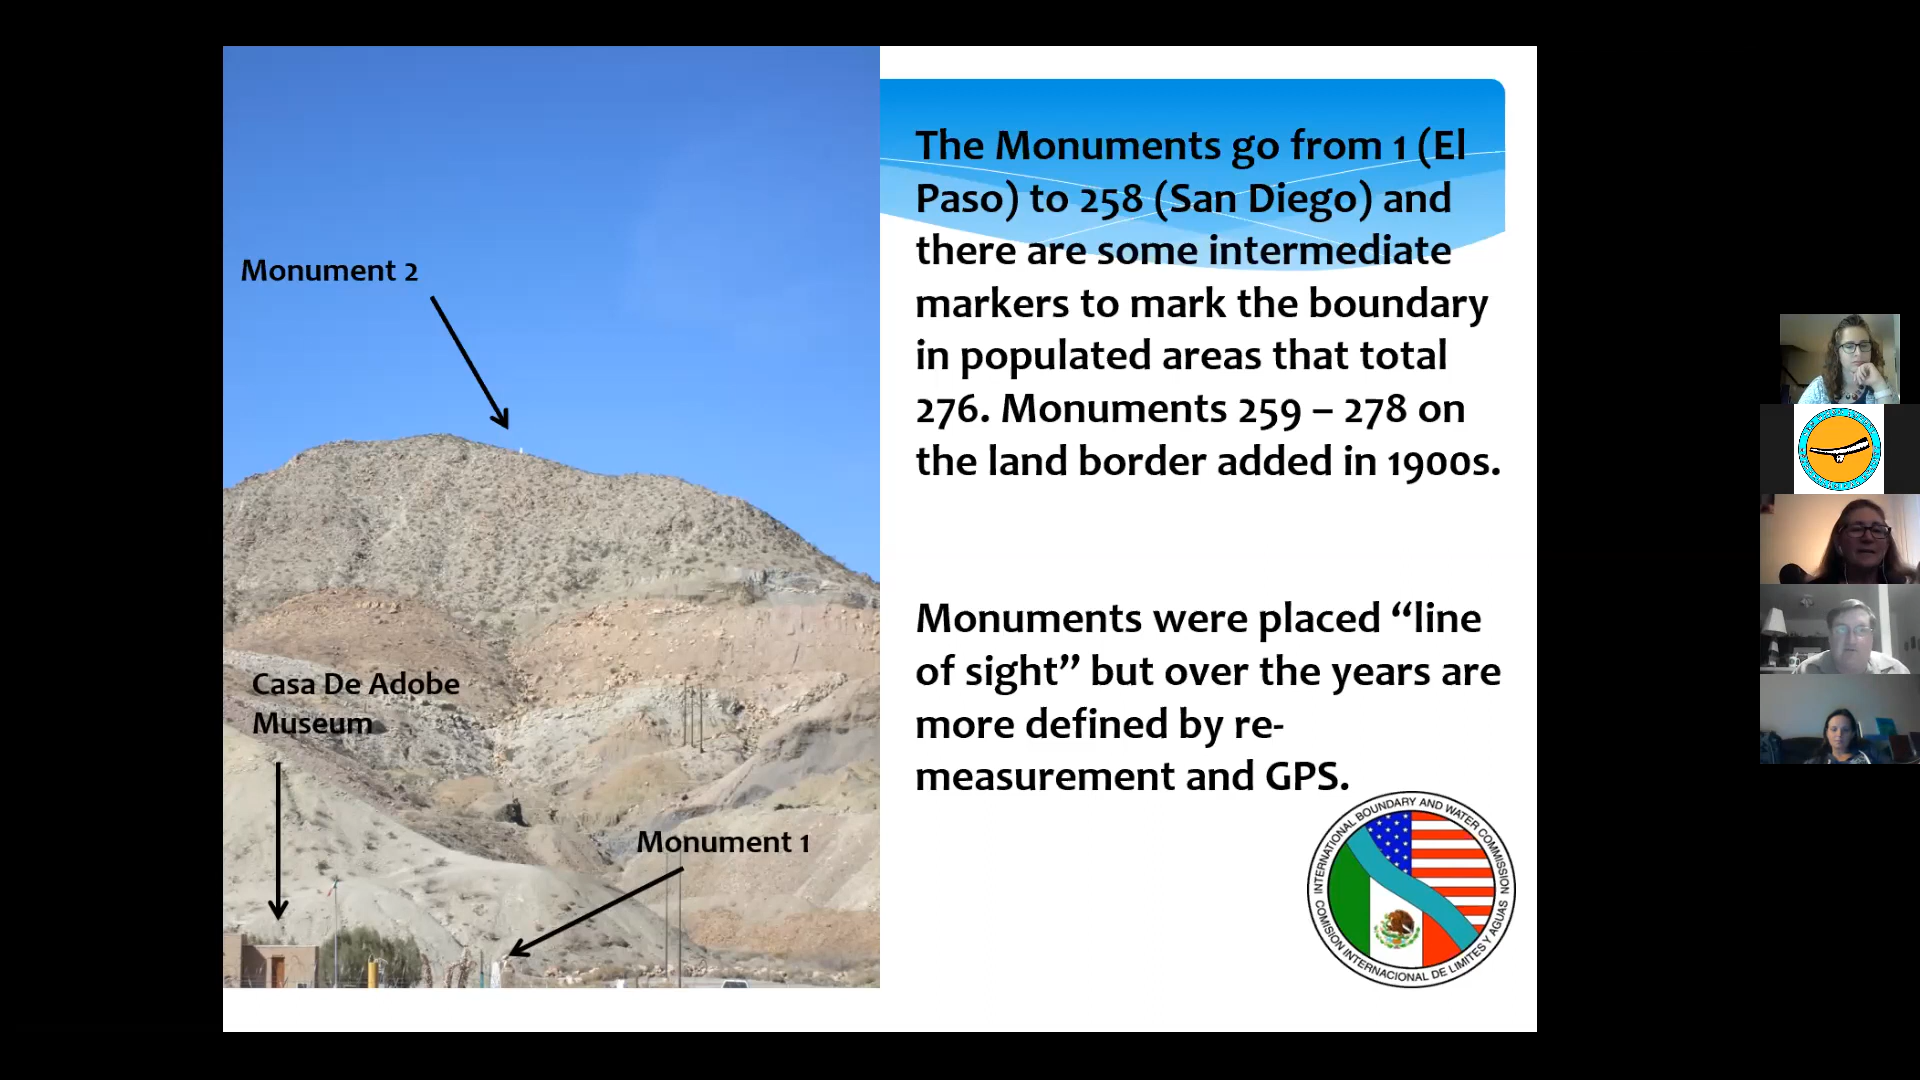 Monument 2
Casa De Adobe
Museum
Monument 1
The Monuments go from 1 (El
Paso) to 258 (San Diego) and
there are some intermediate
markers to mark the boundary
in populated areas that total
276. Monuments 259 – 278 on
the land border added in 1900s.
Monuments were placed “line
of sight” but over the years are
more defined by re-
measurement and GPS.
INTERNATIONAL BOUNDARY AND WATER COMMISSION
COMISION INTERNACIONAL DE LIMITES Y AGUAS